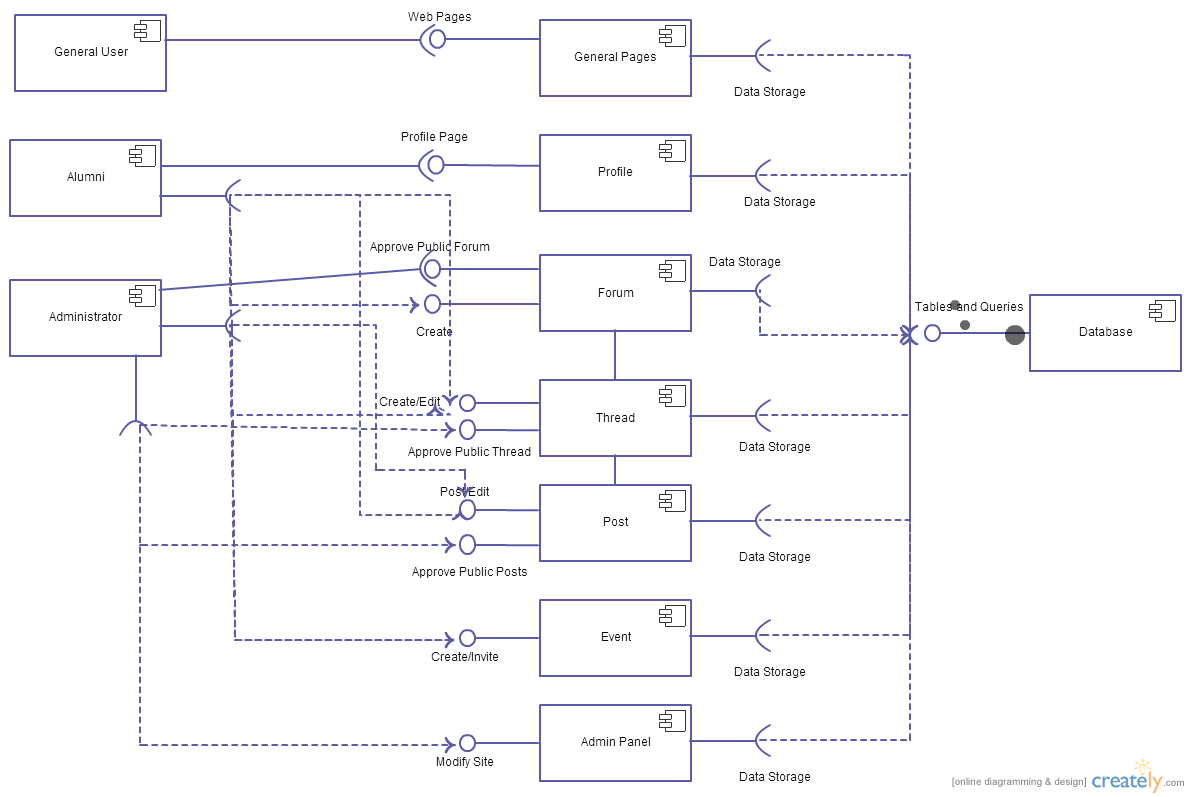 Web Pages
General User
General Pages
Data Storage
Profile Page
Alumni
Profile
Data Storage
Approve Public Forum
Data Storage
Administrator
Forum
Create
Tables and Queries
Database
Create/Edit
Thread
Approve Public Thread
Data Storage
Post/Edit
Post
Approve Public Posts
Data Storage
Event
Create/Invite
Data Storage
Admin Panel
Modify Site
Data Storage
[online diagramming & design] creately.com